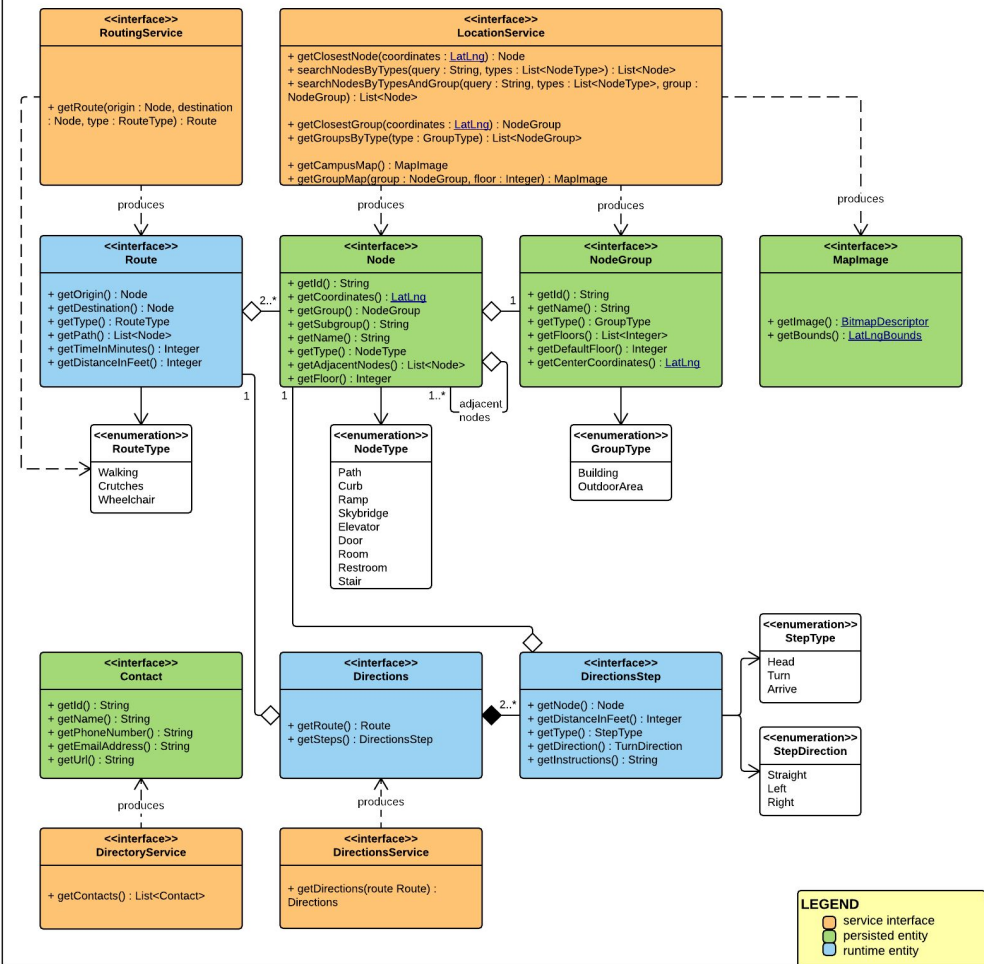 <<interface>>
RoutingService
+ getRoute(origin : Node, destination
: Node, type : RouteType) : Route
<<interface>>
LocationService
+ getClosestNode(coordinates : LatLng) : Node
+ searchNodesByTypes(query : String, types : List<NodeType>) : List<Node>
+ searchNodesByTypesAndGroup(query : String, types : List<NodeType>, group :
NodeGroup) : List<Node>
+ getClosestGroup(coordinates : LatLng) : NodeGroup
+ getGroupsByType(type : GroupType) : List<NodeGroup>
+ getCampusMap() : MapImage
+ getGroupMap(group : NodeGroup, floor : Integer) : MapImage
produces
produces
produces
produces
<<interface>>
Route
+ getOrigin() : Node
+ getDestination() : Node
+ getType() : RouteType
+ getPath() : List<Node>
+ getTimeInMinutes() : Integer
+ getDistanceInFeet() : Integer
2..*
<<interface>>
Node
+ getId() : String
+ getCoordinates() : LatLng
+ getGroup() : NodeGroup
+ getSubgroup() : String
+ getName() : String
+ getType() : NodeType
+ getAdjacentNodes() : List<Node>
+ getFloor() : Integer
1
<<interface>>
NodeGroup
+ getId() : String
+ getName() : String
+ getType() : GroupType
+ getFloors() : List<Integer>
+ getDefaultFloor() : Integer
+ getCenterCoordinates() : LatLng
<<interface>>
MapImage
+ getImage() : BitmapDescriptor
+ getBounds() : LatLngBounds
1
1
1..*
adjacent
nodes
<<enumeration>>
RouteType
Walking
Crutches
Wheelchair
<<enumeration>>
NodeType
Path
Curb
Ramp
Skybridge
Elevator
Door
Room
Restroom
Stair
<<enumeration>>
GroupType
Building
OutdoorArea
<<interface>>
Contact
+ getId() : String
+ getName() : String
+ getPhoneNumber() : String
+ getEmailAddress() : String
+ getUrl() : String
<<interface>>
Directions
+ getRoute() : Route
+ getSteps() : DirectionsStep
2..*
<<interface>>
DirectionsStep
+ getNode() : Node
+ getDistanceInFeet() : Integer
+ getType() : StepType
+ getDirection() : TurnDirection
+ getInstructions() : String
<<enumeration>>
StepType
Head
Turn
Arrive
<<enumeration>>
StepDirection
Straight
Left
Right
produces
produces
<<interface>>
DirectoryService
+ getContacts() : List<Contact>
<<interface>>
DirectionsService
+ getDirections(route Route) :
Directions
LEGEND
service interface
persisted entity
runtime entity